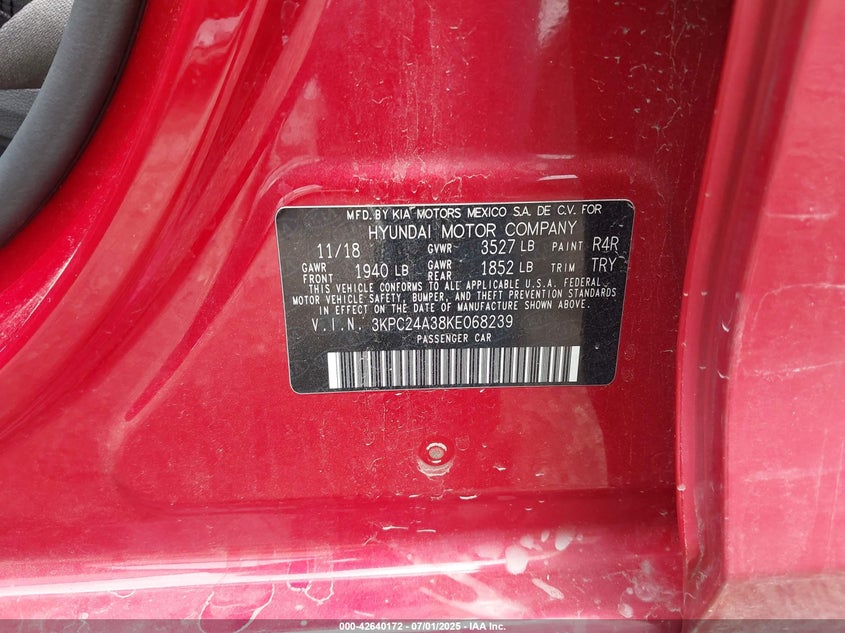 MFD. BY KIA MOTORS MEXICO S.A. DE C.V. FOR
HYUNDAI MOTOR COMPANY
11/18 GVWR 3527 LB PAINT R4R
GAWR FRONT 1940 LB GAWR REAR 1852 LB TRIM TRY
THIS VEHICLE CONFORMS TO ALL APPLICABLE U.S.A. FEDERAL
MOTOR VEHICLE SAFETY, BUMPER, AND THEFT PREVENTION STANDARDS
IN EFFECT ON THE DATE OF MANUFACTURE SHOWN ABOVE.
V.I.N. 3KPC24A38KE068239
PASSENGER CAR
000-42640172 - 07/01/2025 - IAA Inc.